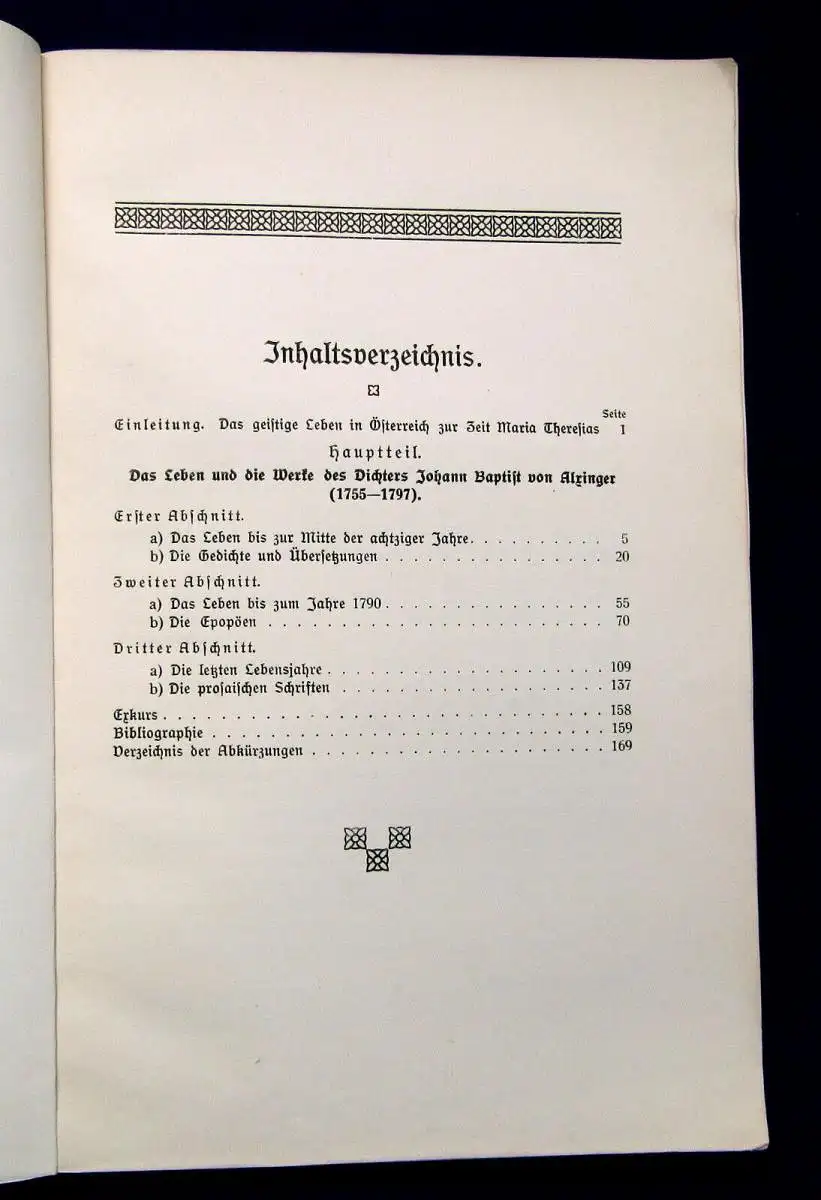 Inhaltsverzeichnis.
Seite
Einleitung. Das geistige Leben in Österreich zur Zeit Maria Theresias 1
Hauptteil.
Das Leben und die Werke des Dichters Johann Baptist von Alxinger
(1755—1797).
Erster Abschnitt.
a) Das Leben bis zur Mitte der achtziger Jahre. . . . . . . . . . . 5
b) Die Gedichte und Übersetzungen . . . . . . . . . . . . . . . . 20
Zweiter Abschnitt.
a) Das Leben bis zum Jahre 1790 . . . . . . . . . . . . . . . . 55
b) Die Epopöen . . . . . . . . . . . . . . . . . . . . . . . . 70
Dritter Abschnitt.
a) Die letzten Lebensjahre . . . . . . . . . . . . . . . . . . . . 109
b) Die prosaischen Schriften . . . . . . . . . . . . . . . . . . . 137
Exkurs . . . . . . . . . . . . . . . . . . . . . . . . . . . . . . 158
Bibliographie . . . . . . . . . . . . . . . . . . . . . . . . . . . 159
Verzeichnis der Abkürzungen . . . . . . . . . . . . . . . . . . . . 169